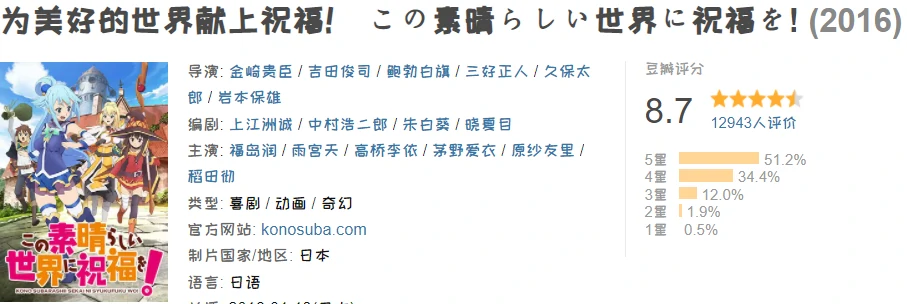 为美好的世界献上祝福! この素晴らしい世界に祝福を! (2016)
导演: 金崎贵臣 / 吉田俊司 / 鲍勃白旗 / 三好正人 / 久保太
郎 / 岩本保雄
编剧: 上江洲诚 / 中村浩二郎 / 朱白葵 / 晓夏目
主演: 福岛润 / 雨宫天 / 高桥李依 / 茅野爱衣 / 原纱友里 /
稻田彻
类型: 喜剧 / 动画 / 奇幻
官方网站: konosuba.com
制片国家/地区: 日本
语言: 日语
この素晴らしい
世界に祝福を!
KONO SUBARASHII SEKAI NI SYUKUFUKU WO!
豆瓣评分
8.7
12943人评价
5星 51.2%
4星 34.4%
3星 12.0%
2星 1.9%
1星 0.5%